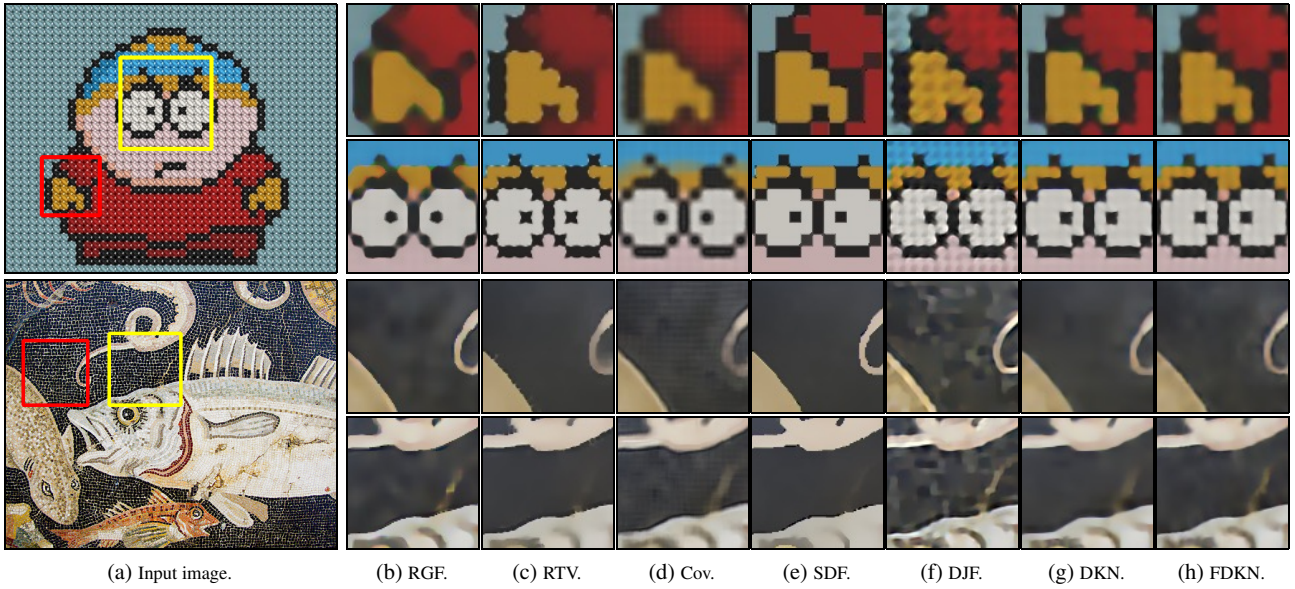 (a) Input image. (b) RGF. (c) RTV. (d) Cov. (e) SDF. (f) DJF. (g) DKN. (h) FDKN.